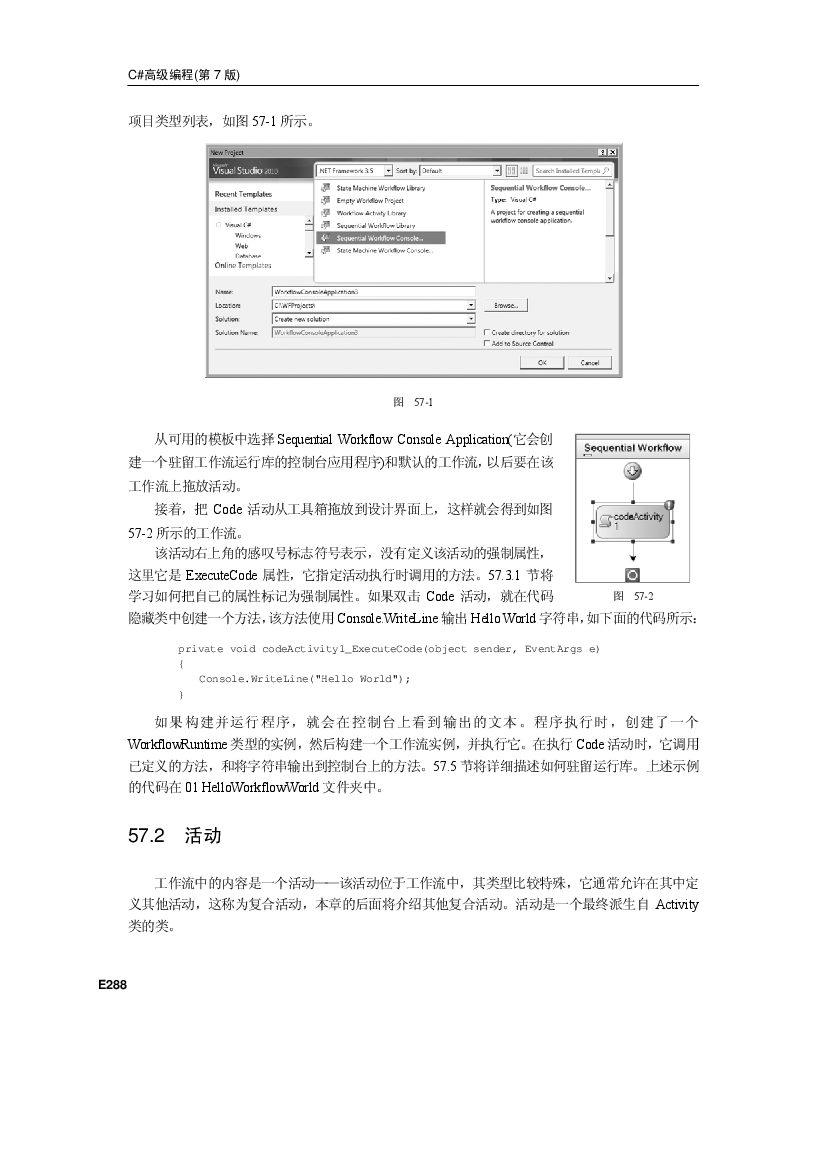 C#高级编程(第 7 版)
项目类型列表，如图 57-1 所示。
New Project
Microsoft
Visual Studio 2010
.NET Framework 3.5 Sort by: Default Search Installed Templa
Recent Templates
Installed Templates
Visual C#
Windows
Web
Database
Online Templates
State Machine Workflow Library
Empty Workflow Project
Workflow Activity Library
Sequential Workflow Library
Sequential Workflow Console...
State Machine Workflow Console...
Sequential Workflow Console...
Type: Visual C#
A project for creating a sequential
workflow console application.
Name: WorkflowConsoleApplication3
Location: C:\WFProjects\ Browse...
Solution: Create new solution
Solution Name: WorkflowConsoleApplication3 Create directory for solution
Add to Source Control
OK Cancel
图 57-1
从可用的模板中选择 Sequential Workflow Console Application(它会创
建一个驻留工作流运行库的控制台应用程序)和默认的工作流，以后要在该
工作流上拖放活动。
接着，把 Code 活动从工具箱拖放到设计界面上，这样就会得到如图
57-2 所示的工作流。
Sequential Workflow
codeActivity
1
图 57-2
该活动右上角的感叹号标志符号表示，没有定义该活动的强制属性，
这里它是 ExecuteCode 属性，它指定活动执行时调用的方法。57.3.1 节将
学习如何把自己的属性标记为强制属性。如果双击 Code 活动，就在代码
隐藏类中创建一个方法，该方法使用 Console.WriteLine 输出 Hello World 字符串，如下面的代码所示：
private void codeActivity1_ExecuteCode(object sender, EventArgs e)
{
Console.WriteLine("Hello World");
}
如果构建并运行程序，就会在控制台上看到输出的文本。程序执行时，创建了一个
WorkflowRuntime 类型的实例，然后构建一个工作流实例，并执行它。在执行 Code 活动时，它调用
已定义的方法，和将字符串输出到控制台上的方法。57.5 节将详细描述如何驻留运行库。上述示例
的代码在 01 HelloWorkflowWorld 文件夹中。
57.2 活动
工作流中的内容是一个活动——该活动位于工作流中，其类型比较特殊，它通常允许在其中定
义其他活动，这称为复合活动，本章的后面将介绍其他复合活动。活动是一个最终派生自 Activity
类的类。
E288